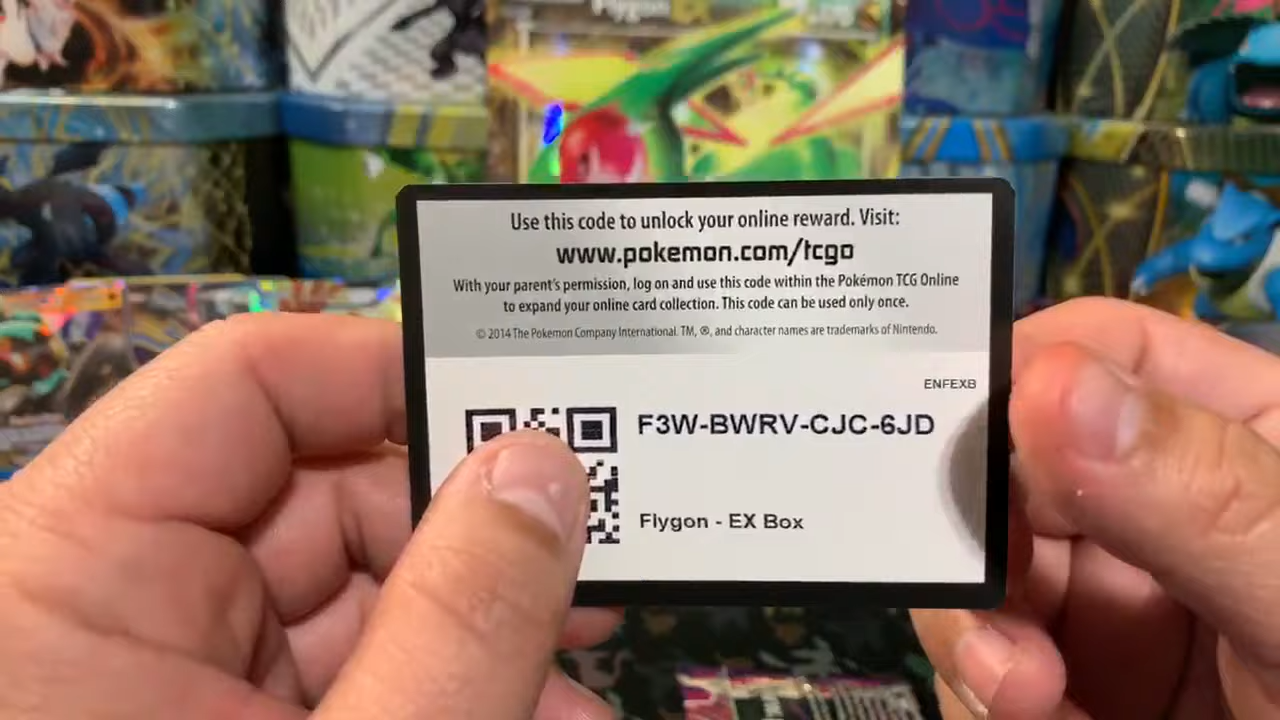 Flygon
Use this code to unlock your online reward. Visit:
www.pokemon.com/tcgo
With your parent's permission, log on and use this code within the Pokémon TCG Online
to expand your online card collection. This code can be used only once.
© 2014 The Pokemon Company International. TM, ®, and character names are trademarks of Nintendo.
ENFEXB
F3W-BWRV-CJC-6JD
Flygon - EX Box